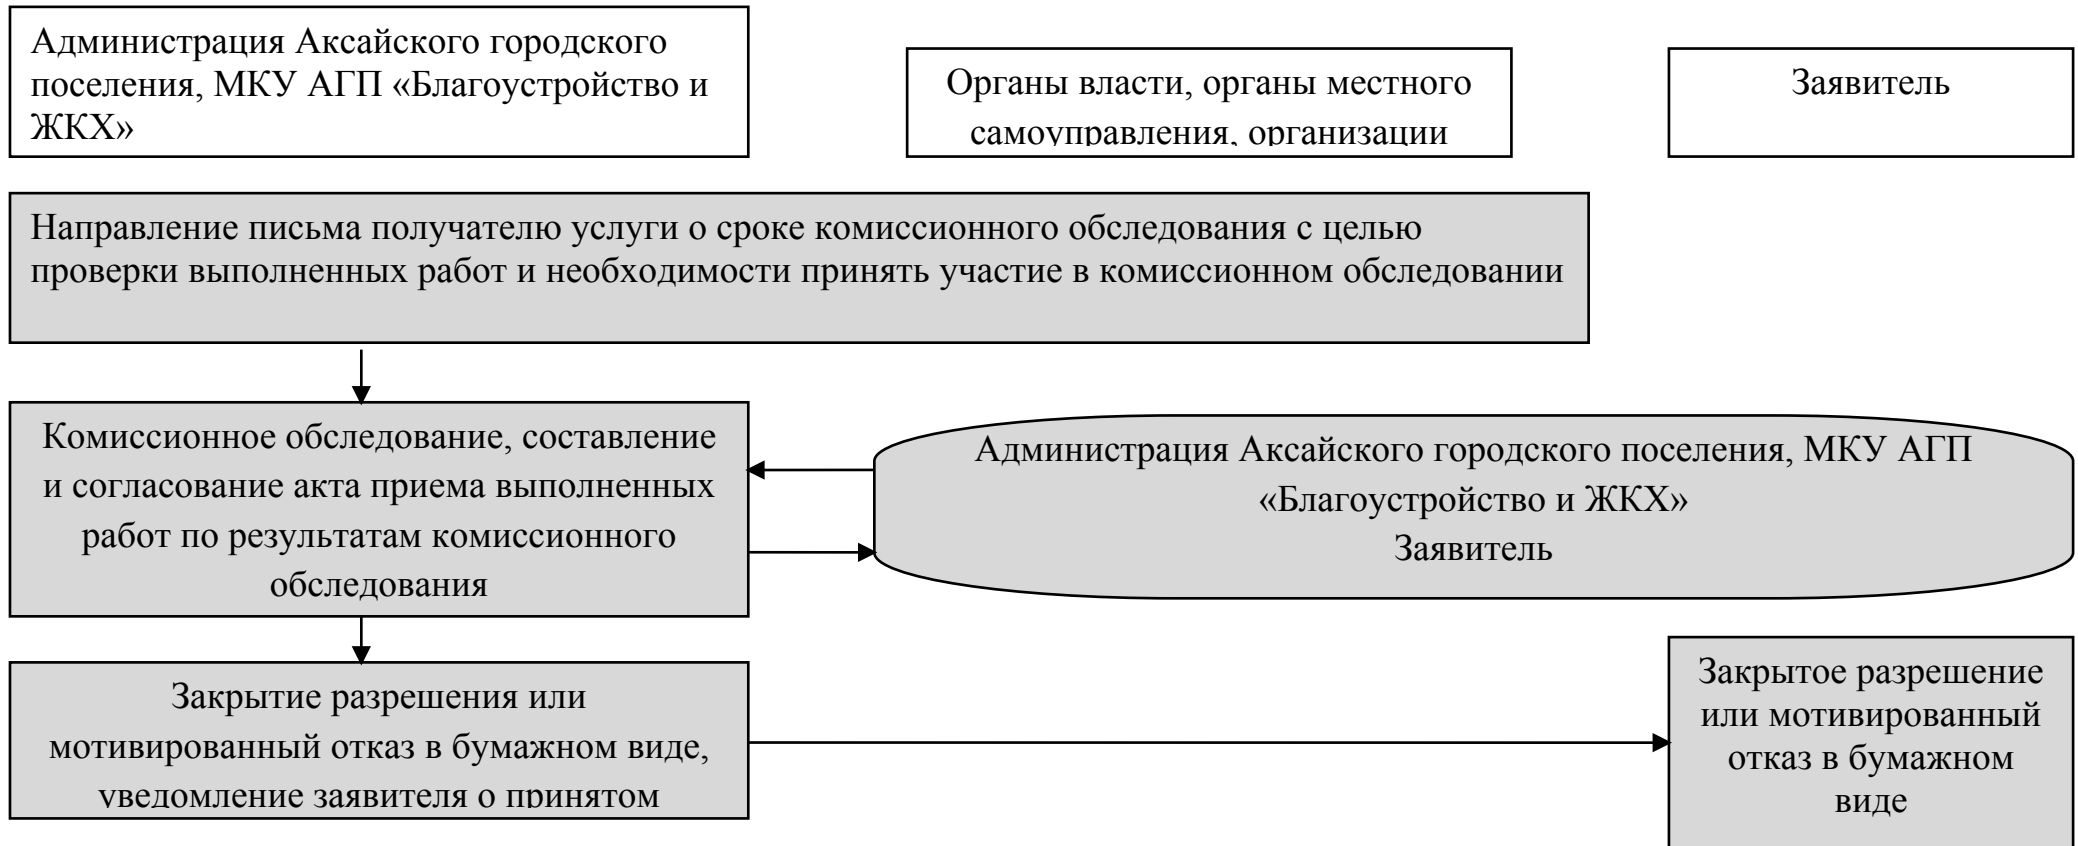 Администрация Аксайского городского
поселения, МКУ АГП «Благоустройство и
ЖКХ»
Органы власти, органы местного
самоуправления, организации
Заявитель
Направление письма получателю услуги о сроке комиссионного обследования с целью
проверки выполненных работ и необходимости принять участие в комиссионном обследовании
Комиссионное обследование, составление
и согласование акта приема выполненных
работ по результатам комиссионного
обследования
Администрация Аксайского городского поселения, МКУ АГП
«Благоустройство и ЖКХ»
Заявитель
Закрытие разрешения или
мотивированный отказ в бумажном виде,
уведомление заявителя о принятом
Закрытое разрешение
или мотивированный
отказ в бумажном
виде